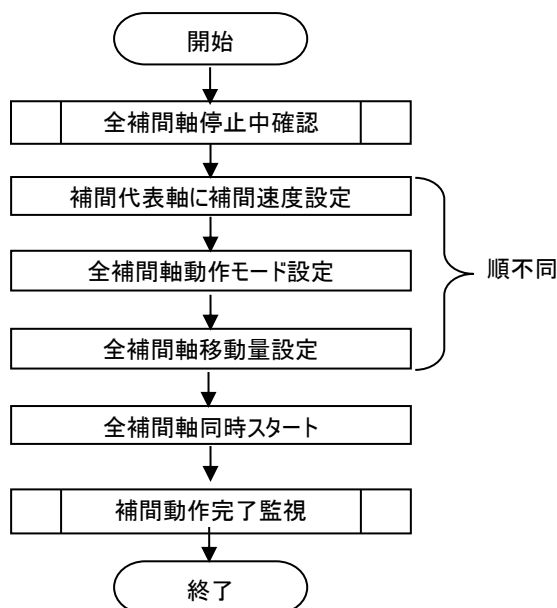 開始
全補間軸停止中確認
補間代表軸に補間速度設定
全補間軸動作モード設定
順不同
全補間軸移動量設定
全補間軸同時スタート
補間動作完了監視
終了